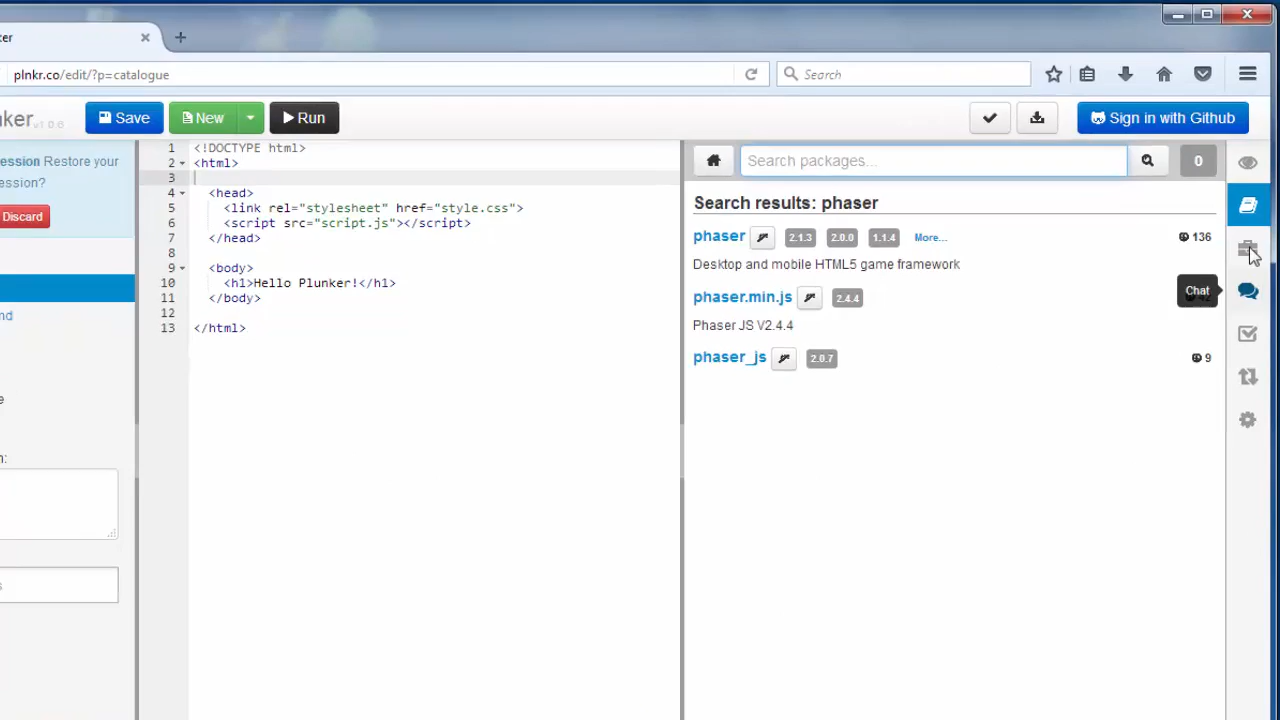 ter
plnkr.co/edit/?p=catalogue
Search
nker v1.0.6
Save
New
Run
Sign in with Github
ession Restore your
ession?
Discard
nd
e
n:
s
1 <!DOCTYPE html>
2 <html>
3
4 <head>
5 <link rel="stylesheet" href="style.css">
6 <script src="script.js"></script>
7 </head>
8
9 <body>
10 <h1>Hello Plunker!</h1>
11 </body>
12
13 </html>
Search packages...
0
Search results: phaser
phaser 2.1.3 2.0.0 1.1.4 More... 136
Desktop and mobile HTML5 game framework
phaser.min.js 2.4.4
Chat
Phaser JS V2.4.4
phaser_js 2.0.7 9